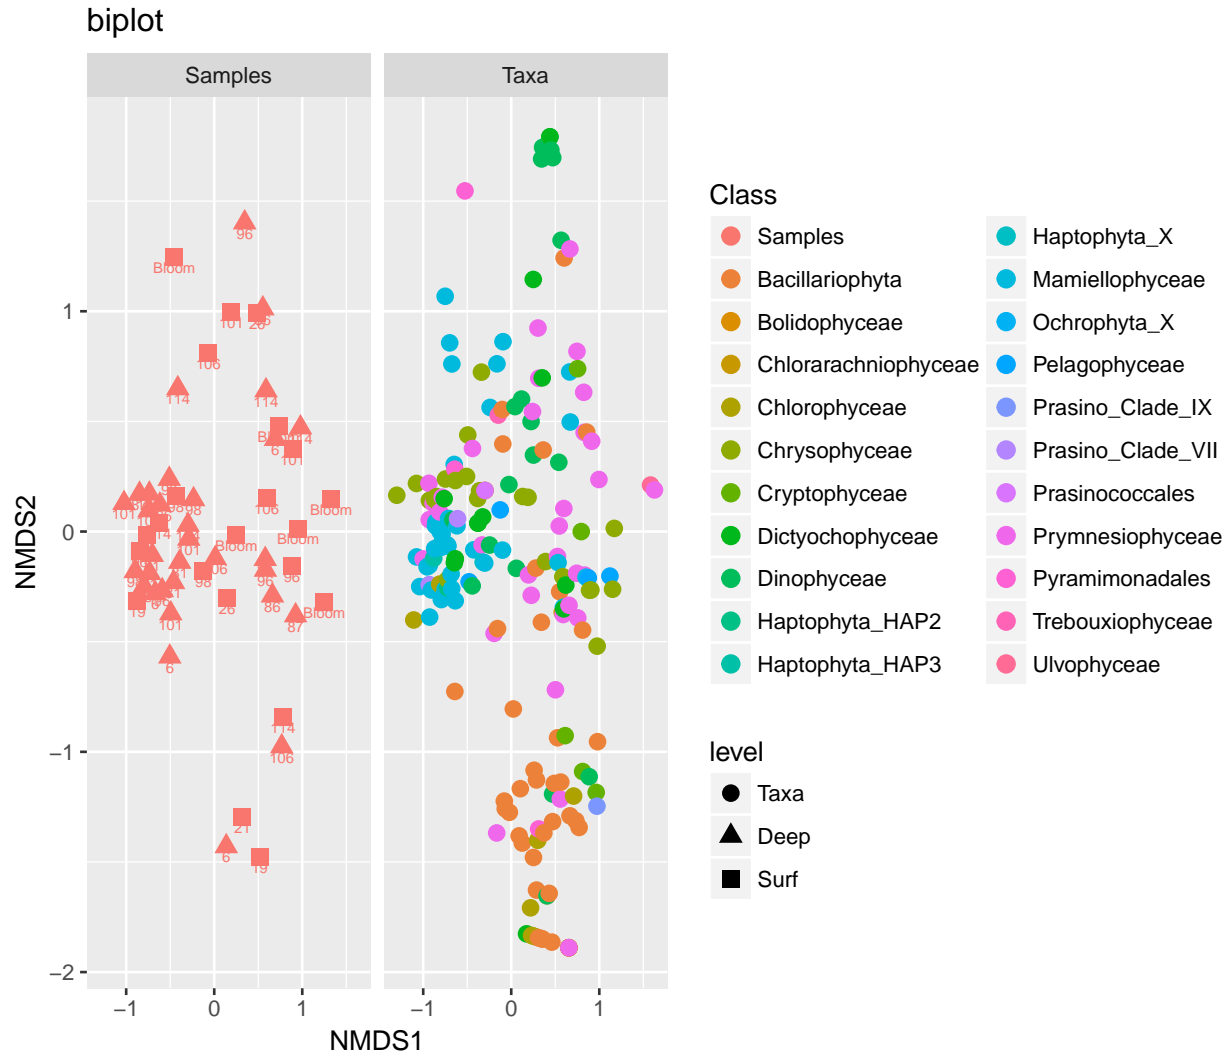 biplot
Samples
Taxa
96
Bloom
101
26
106
114
114
6
101
101
98
98
106
Bloom
101
Bloom
Bloom
106
96
96
98
19
26
86
Bloom
101
87
6
114
106
21
6
19
1
0
−1
−2
−1
0
1
−1
0
1
NMDS2
NMDS1
Class
Samples
Bacillariophyta
Bolidophyceae
Chlorarachniophyceae
Chlorophyceae
Chrysophyceae
Cryptophyceae
Dictyochophyceae
Dinophyceae
Haptophyta_HAP2
Haptophyta_HAP3
Haptophyta_X
Mamiellophyceae
Ochrophyta_X
Pelagophyceae
Prasino_Clade_IX
Prasino_Clade_VII
Prasinococcales
Prymnesiophyceae
Pyramimonadales
Trebouxiophyceae
Ulvophyceae
level
Taxa
Deep
Surf